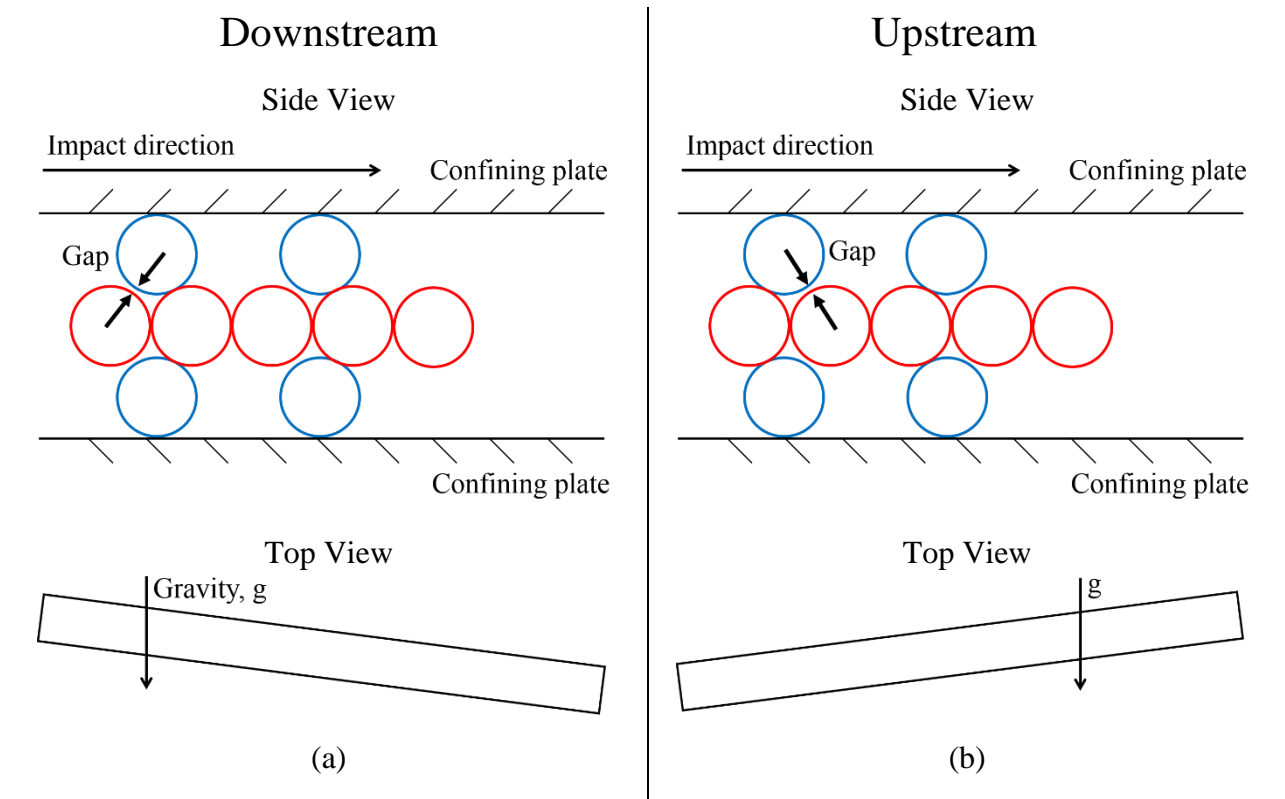 Downstream
Side View
Impact direction
Confining plate
Gap
Confining plate
Top View
Gravity, g
(a)
Upstream
Side View
Impact direction
Confining plate
Gap
Confining plate
Top View
g
(b)